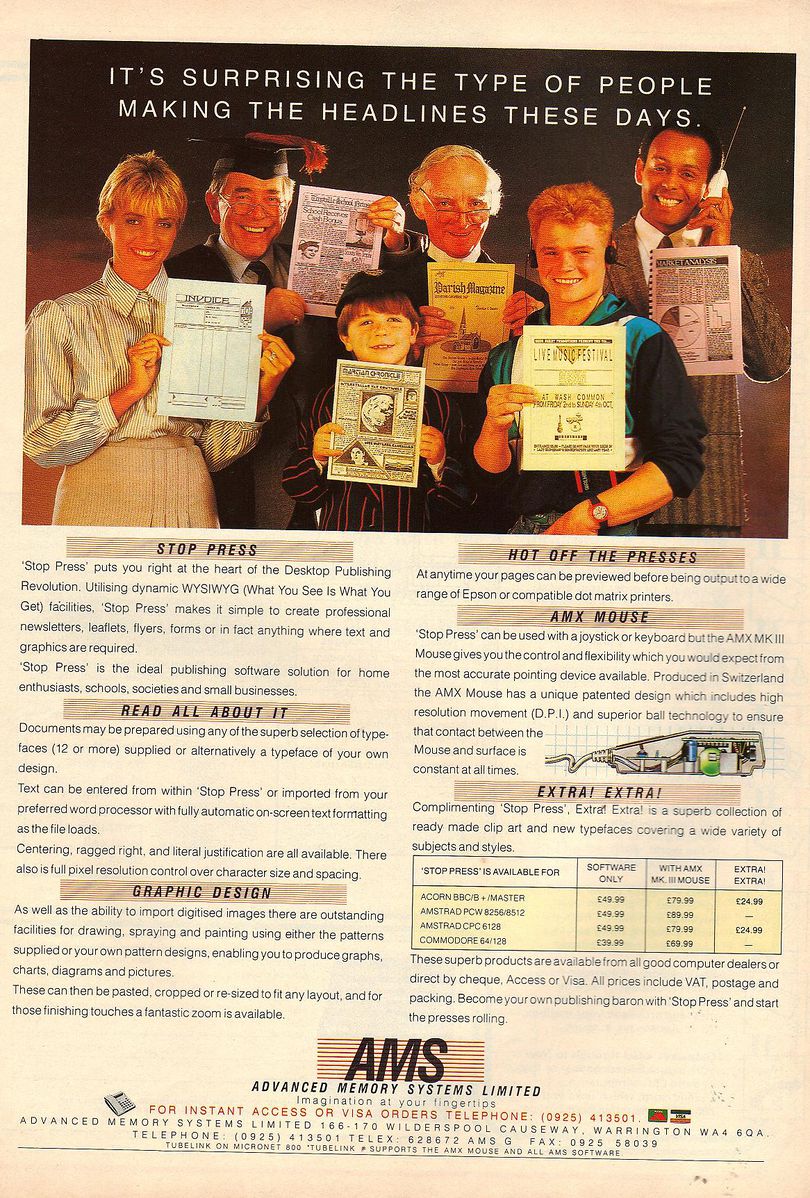 IT'S SURPRISING THE TYPE OF PEOPLE
MAKING THE HEADLINES THESE DAYS.
INVOICE
School Receives
Cash Bonus
Parish Magazine
MARKET ANALYSIS
MARTIAN CHRONICLE
LIVE MUSIC FESTIVAL
AT WASH COMMON
FROM FRIDAY 2nd to SUNDAY 4th OCT,
STOP PRESS
'Stop Press' puts you right at the heart of the Desktop Publishing
Revolution. Utilising dynamic WYSIWYG (What You See Is What You
Get) facilities, 'Stop Press' makes it simple to create professional
newsletters, leaflets, flyers, forms or in fact anything where text and
graphics are required.
'Stop Press' is the ideal publishing software solution for home
enthusiasts, schools, societies and small businesses.
READ ALL ABOUT IT
Documents may be prepared using any of the superb selection of type-
faces (12 or more) supplied or alternatively a typeface of your own
design.
Text can be entered from within 'Stop Press' or imported from your
preferred word processor with fully automatic on-screen text formatting
as the file loads.
Centering, ragged right, and literal justification are all available. There
also is full pixel resolution control over character size and spacing.
GRAPHIC DESIGN
As well as the ability to import digitised images there are outstanding
facilities for drawing, spraying and painting using either the patterns
supplied or your own pattern designs, enabling you to produce graphs,
charts, diagrams and pictures.
These can then be pasted, cropped or re-sized to fit any layout, and for
those finishing touches a fantastic zoom is available.
HOT OFF THE PRESSES
At anytime your pages can be previewed before being output to a wide
range of Epson or compatible dot matrix printers.
AMX MOUSE
'Stop Press' can be used with a joystick or keyboard but the AMX MK III
Mouse gives you the control and flexibility which you would expect from
the most accurate pointing device available. Produced in Switzerland
the AMX Mouse has a unique patented design which includes high
resolution movement (D.P.I.) and superior ball technology to ensure
that contact between the
Mouse and surface is
constant at all times.
EXTRA! EXTRA!
Complimenting 'Stop Press', Extra! Extra! is a superb collection of
ready made clip art and new typefaces covering a wide variety of
subjects and styles.
'STOP PRESS' IS AVAILABLE FOR SOFTWARE ONLY WITH AMX MK. III MOUSE EXTRA! EXTRA!
ACORN BBC/B + /MASTER £49.99 £79.99 £24.99
AMSTRAD PCW 8256/8512 £49.99 £89.99 —
AMSTRAD CPC 6128 £49.99 £79.99 £24.99
COMMODORE 64/128 £39.99 £69.99 —
These superb products are available from all good computer dealers or
direct by cheque, Access or Visa. All prices include VAT, postage and
packing. Become your own publishing baron with 'Stop Press' and start
the presses rolling.
AMS
ADVANCED MEMORY SYSTEMS LIMITED
Imagination at your fingertips
FOR INSTANT ACCESS OR VISA ORDERS TELEPHONE: (0925) 413501.
VISA
ADVANCED MEMORY SYSTEMS LIMITED 166-170 WILDERSPOOL CAUSEWAY, WARRINGTON WA4 6QA.
TELEPHONE: (0925) 413501 TELEX: 628672 AMS G FAX: 0925 58039
TUBELINK ON MICRONET 800 'TUBELINK # SUPPORTS THE AMX MOUSE AND ALL AMS SOFTWARE.